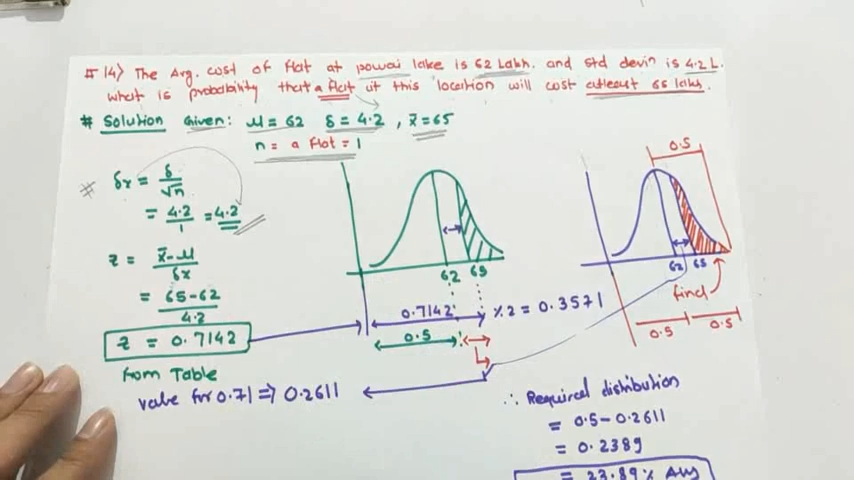 # 14) The Avg. cost of flat at powai lake is 62 Lakh. and std devin is 4.2 L.
what is probability that a flat at this location will cost atleast 65 lakh.
# Solution Given: μ = 62 δ = 4.2 , x̄ = 65
n = a flat = 1
δx = δ/√n
= 4.2/1 = 4.2
z = (x̄ - μ)/δx
= (65 - 62)/4.2
z = 0.7142
from Table
value for 0.71 => 0.2611
62 65
0.7142 % 2 = 0.3571
0.5
0.5
62 65
find
0.5 0.5
∴ Required distribution
= 0.5 - 0.2611
= 0.2389
= 23.89% Ans